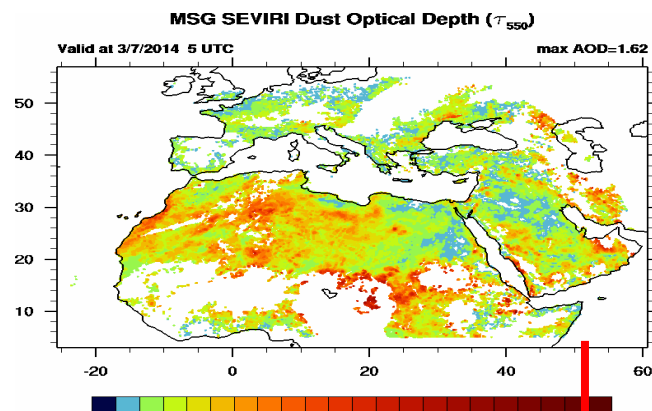 MSG SEVIRI Dust Optical Depth (τ550)
Valid at 3/7/2014 5 UTC max AOD=1.62
50
40
30
20
10
-20 0 20 40 60